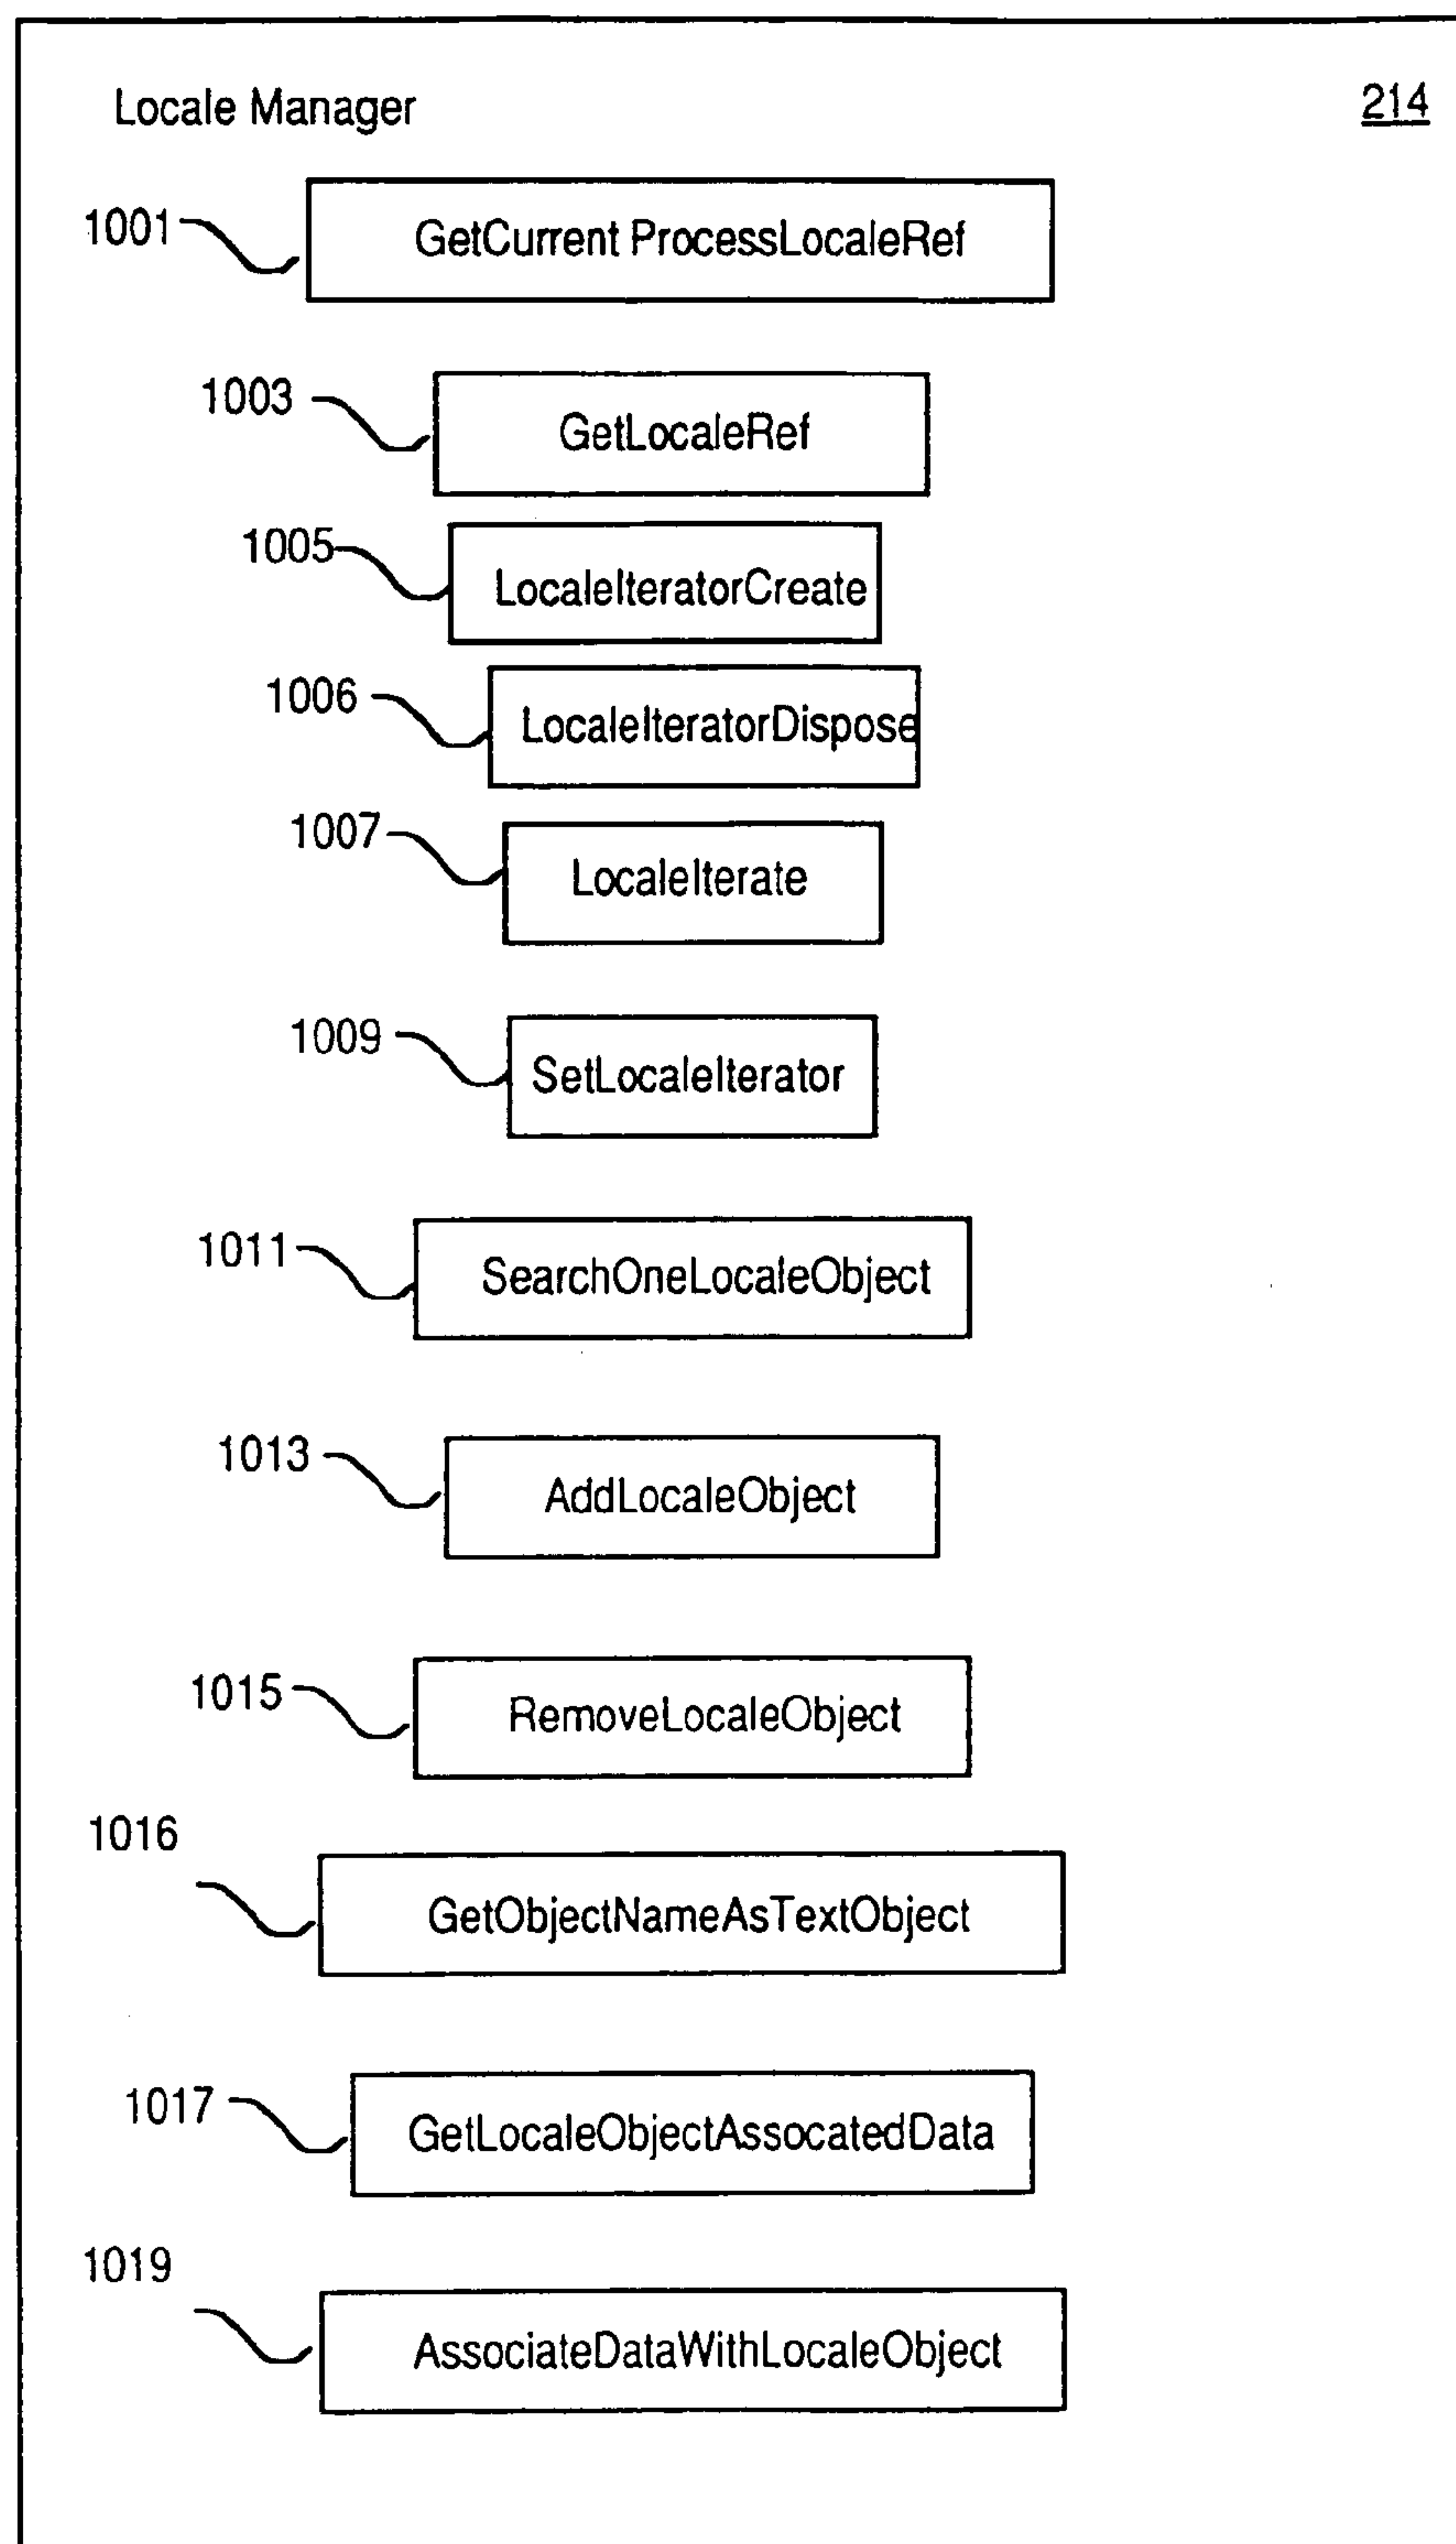 Locale Manager 214
1001 GetCurrent ProcessLocaleRef
1003 GetLocaleRef
1005 LocaleIteratorCreate
1006 LocaleIteratorDispose
1007 LocaleIterate
1009 SetLocaleIterator
1011 SearchOneLocaleObject
1013 AddLocaleObject
1015 RemoveLocaleObject
1016 GetObjectNameAsTextObject
1017 GetLocaleObjectAssocatedData
1019 AssociateDataWithLocaleObject